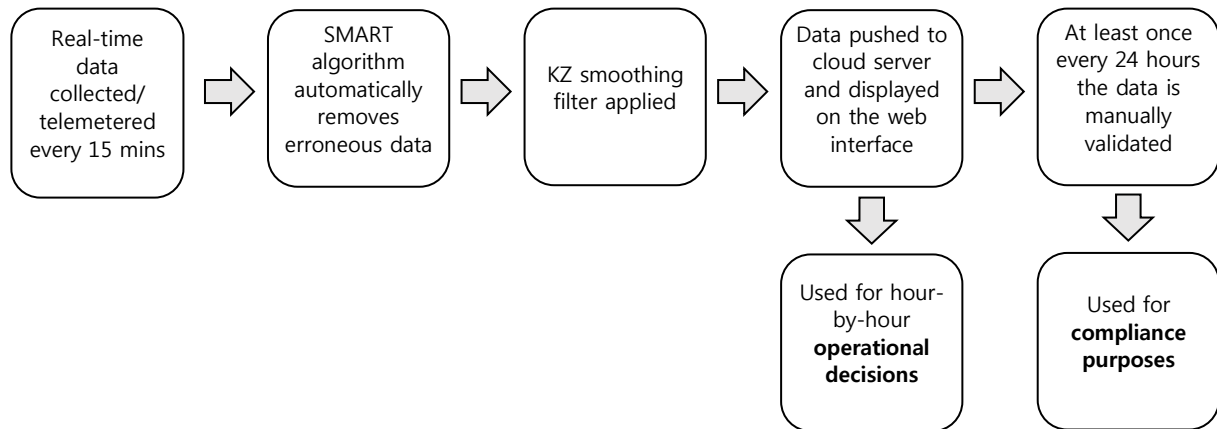 Real-time
data
collected/
telemetered
every 15 mins
SMART
algorithm
automatically
removes
erroneous data
KZ smoothing
filter applied
Data pushed to
cloud server
and displayed
on the web
interface
At least once
every 24 hours
the data is
manually
validated
Used for hour-
by-hour
operational
decisions
Used for
compliance
purposes